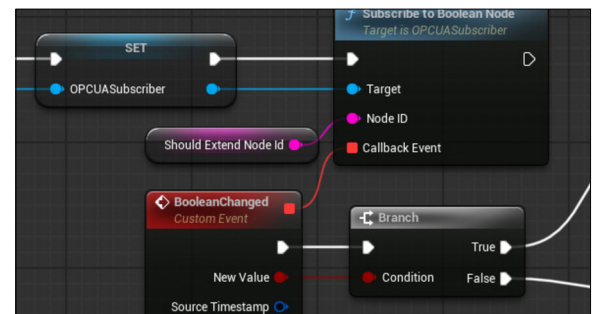 Subscribe to Boolean Node
Target is OPCUASubscriber
SET
OPCUASubscriber
Target
Node ID
Should Extend Node Id
Callback Event
BooleanChanged
Custom Event
Branch
True
New Value
Condition
False
Source Timestamp